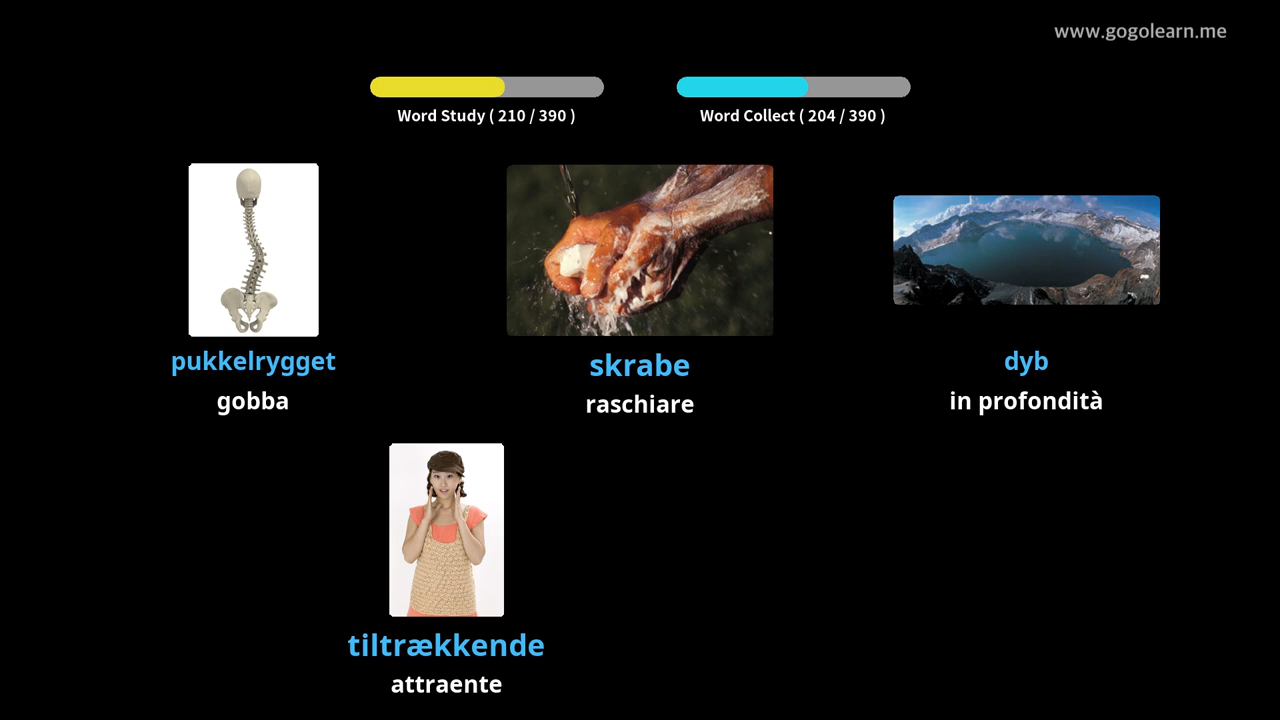 www.gogolearn.me
Word Study ( 210 / 390 )
Word Collect ( 204 / 390 )
pukkelrygget
gobba
skrabe
raschiare
dyb
in profondità
tiltrækkende
attraente